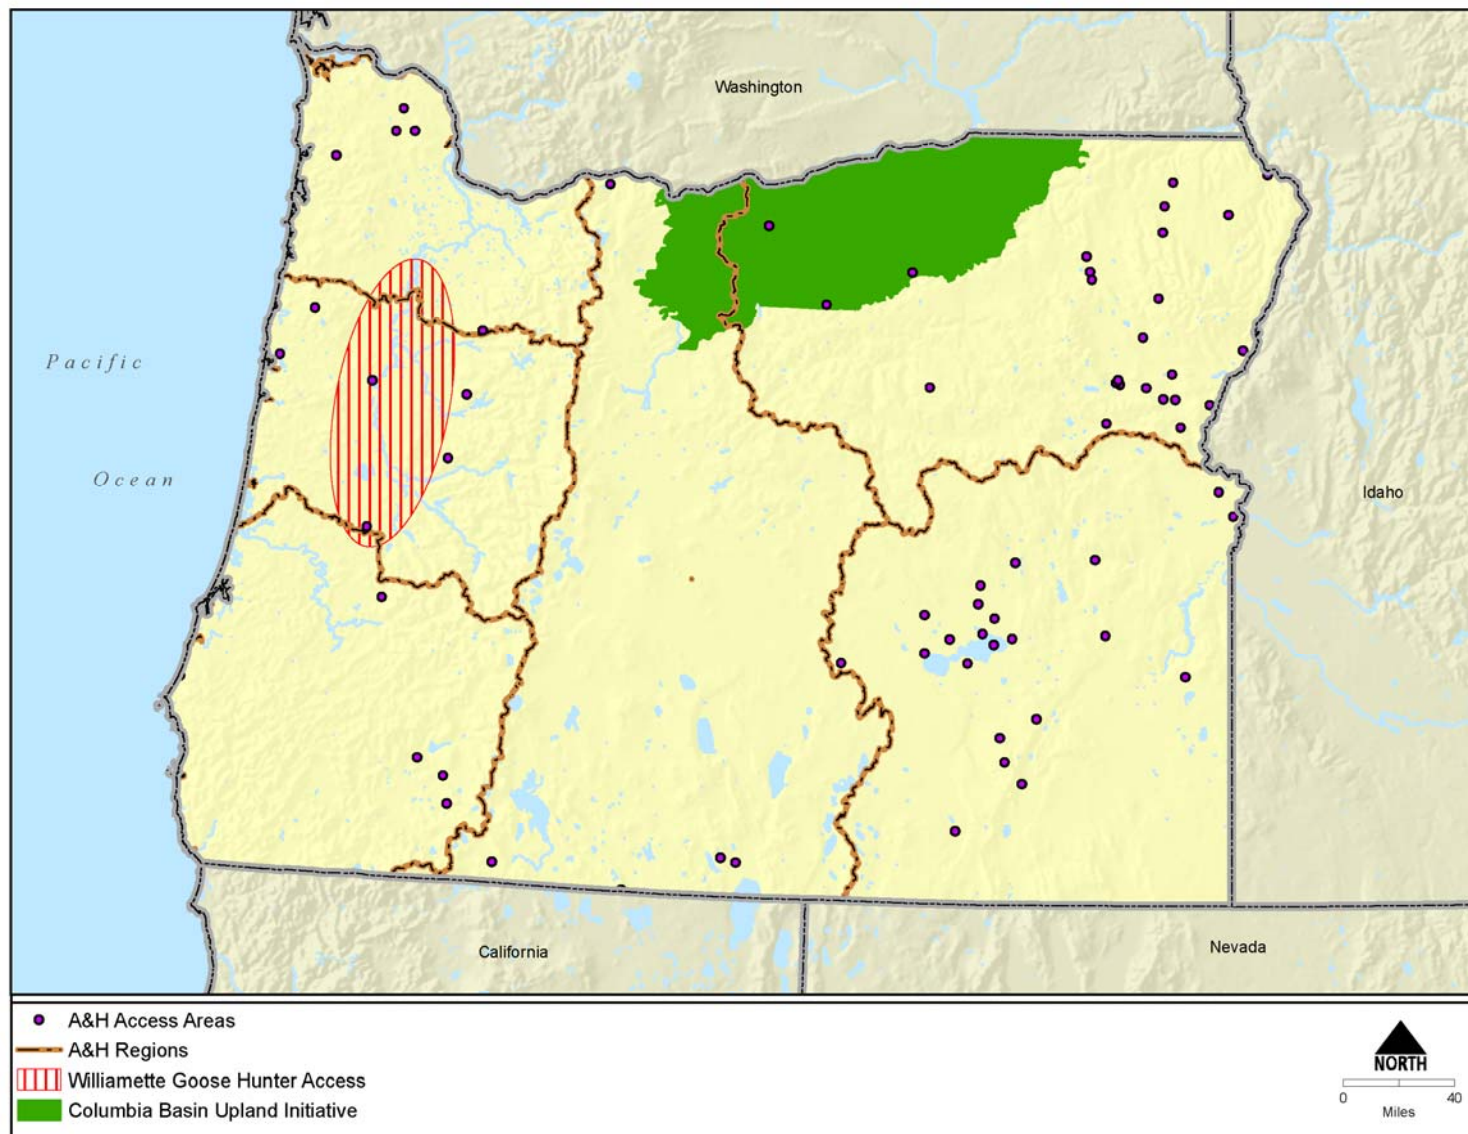 Washington
Pacific
Ocean
Idaho
California
Nevada
A&H Access Areas
A&H Regions
Williamette Goose Hunter Access
Columbia Basin Upland Initiative
NORTH
0 40
Miles